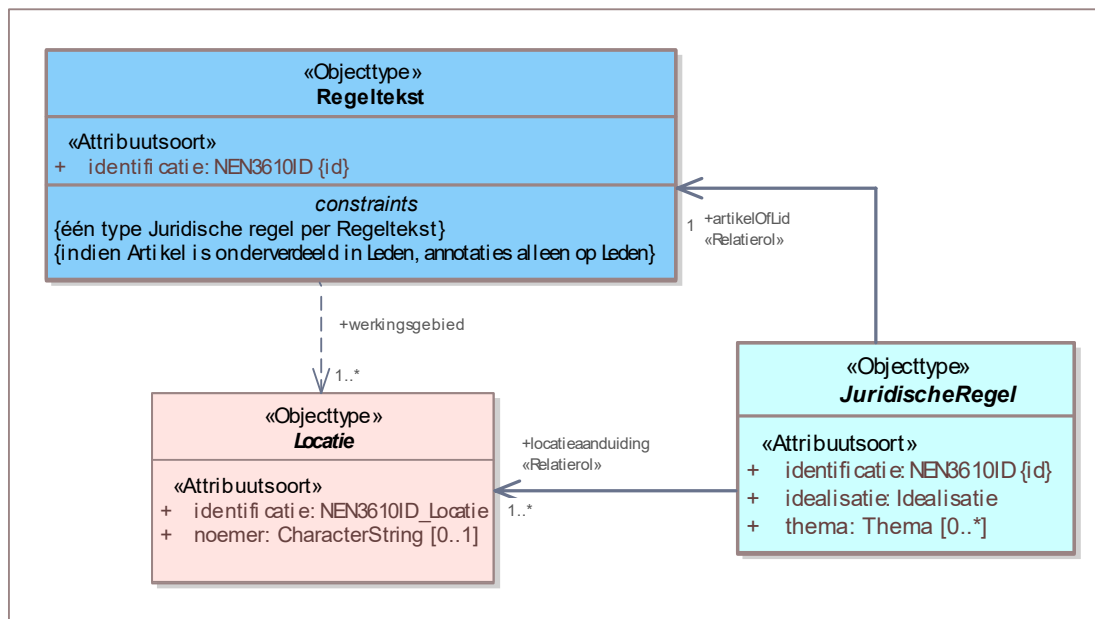 «Objecttype»
Regeltekst
«Attribuutsoort»
+ identificatie: NEN3610ID {id}
constraints
{één type Juridische regel per Regeltekst}
{indien Artikel is onderverdeeld in Leden, annotaties alleen op Leden}
1 +artikelOfLid
«Relatierol»
+werkingsgebied
1..*
«Objecttype»
JuridischeRegel
«Attribuutsoort»
+ identificatie: NEN3610ID {id}
+ idealisatie: Idealisatie
+ thema: Thema [0..*]
«Objecttype»
Locatie
«Attribuutsoort»
+ identificatie: NEN3610ID_Locatie
+ noemer: CharacterString [0..1]
+locatieaanduiding
«Relatierol»
1..*